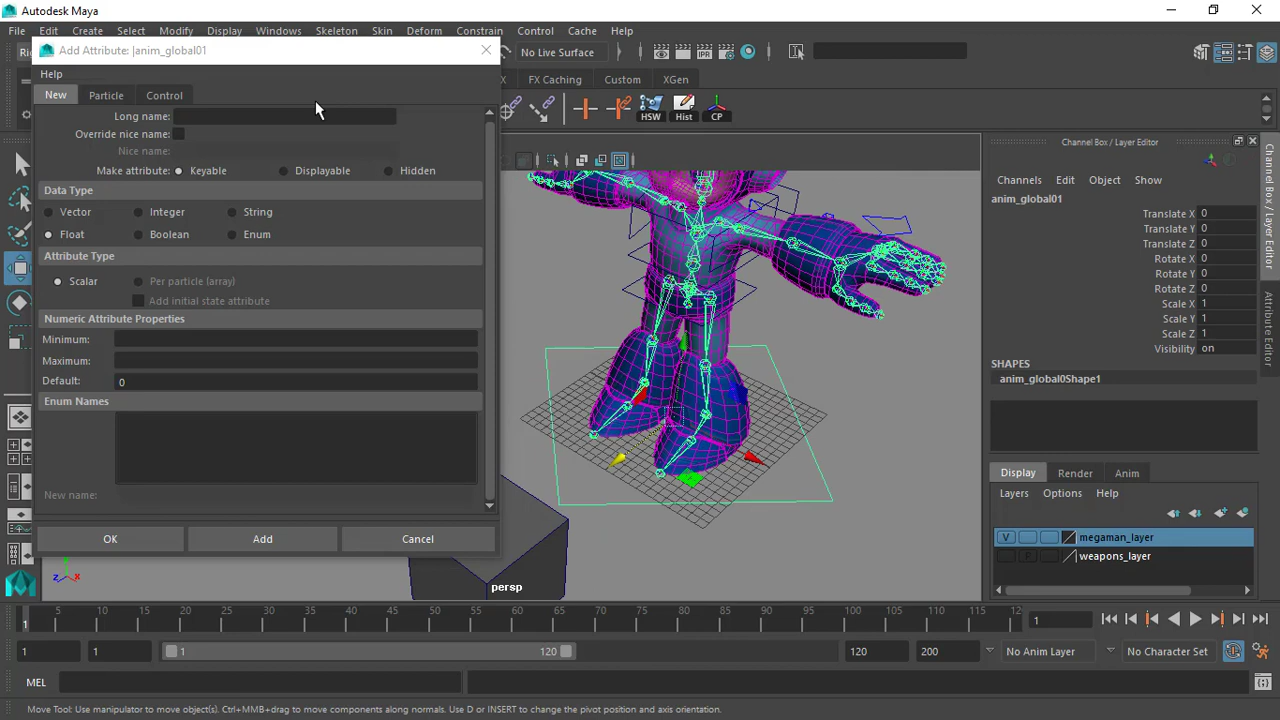 Autodesk Maya
File Edit Create Select Modify Display Windows Skeleton Skin Deform Constrain Control Cache Help
Add Attribute: |anim_global01
No Live Surface
Help
New Particle Control
FX Caching Custom XGen
Long name:
Override nice name:
Nice name:
IPR
HSW Hist CP
Make attribute: Keyable Displayable Hidden
Data Type
Vector Integer String
Float Boolean Enum
Attribute Type
Scalar Per particle (array)
Add initial state attribute
Numeric Attribute Properties
Minimum:
Maximum:
Default: 0
Enum Names
New name:
OK Add Cancel
persp
Channel Box / Layer Editor
Channels Edit Object Show
anim_global01
Translate X 0
Translate Y 0
Translate Z 0
Rotate X 0
Rotate Y 0
Rotate Z 0
Scale X 1
Scale Y 1
Scale Z 1
Visibility on
SHAPES
anim_global0Shape1
Display Render Anim
Layers Options Help
V megaman_layer
R weapons_layer
Channel Box / Layer Editor
Attribute Editor
1 5 10 15 20 25 30 35 40 45 50 55 60 65 70 75 80 85 90 95 100 105 110 115 12 1
1 1 1 120 120 200 No Anim Layer No Character Set
MEL
Move Tool: Use manipulator to move object(s). Ctrl+MMB+drag to move components along normals. Use D or INSERT to change the pivot position and axis orientation.